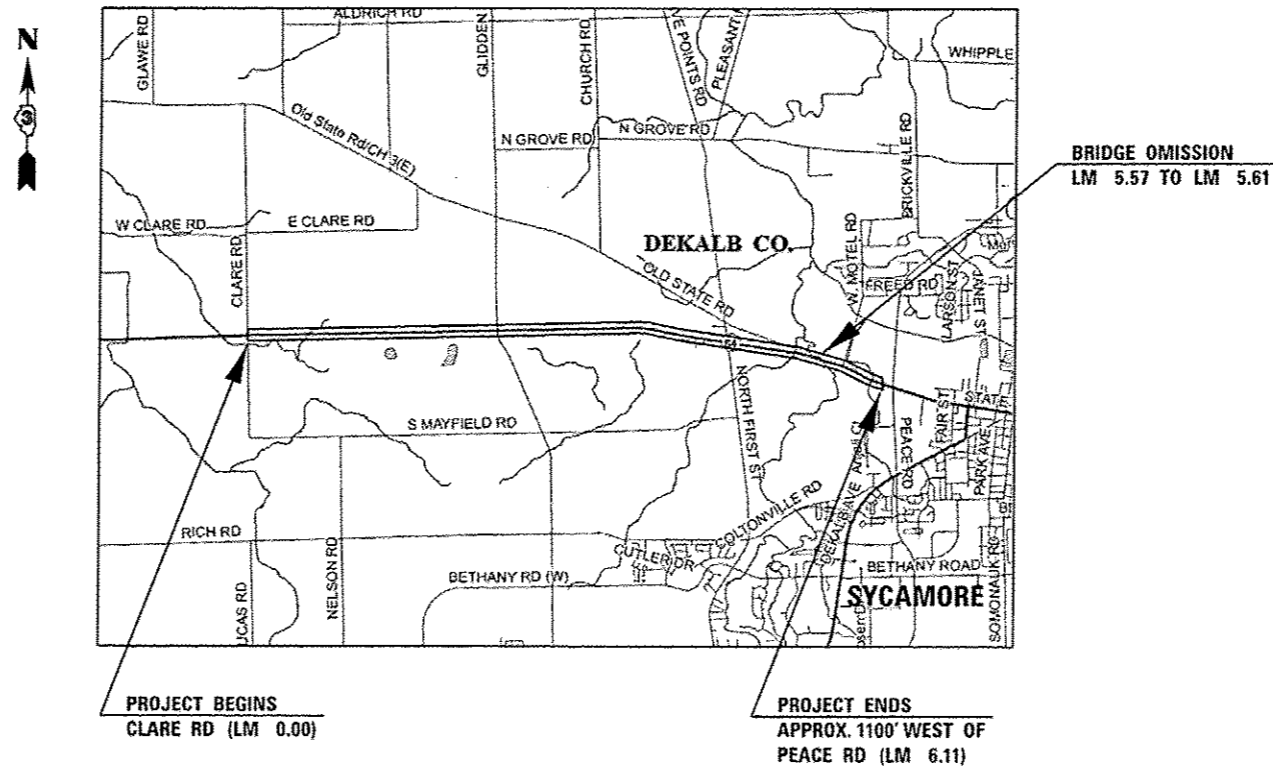 N
3
ALDRICH RD
GLAWE RD
GLIDDEN
CHURCH RD
VE POINTS RD
PLEASANT
WHIPPLE
Old State Rd/CH 3(E)
N GROVE RD
N GROVE RD
BRICKVILLE RD
BRIDGE OMISSION
LM 5.57 TO LM 5.61
W CLARE RD
E CLARE RD
CLARE RD
DEKALB CO.
OLD STATE RD
W. MOTEL RD
FREED RD
LARSON ST
JANET ST
64
NORTH FIRST ST
STATE
S MAYFIELD RD
PEACE RD
FAIR ST
PARK AVE
DEKALB AVE
COLTONVILLE RD
RICH RD
CUTLER DR
BETHANY ROAD
NELSON RD
BETHANY RD (W)
SYCAMORE
UCAS RD
SOMONAUK RD
PROJECT BEGINS
CLARE RD (LM 0.00)
PROJECT ENDS
APPROX. 1100' WEST OF
PEACE RD (LM 6.11)